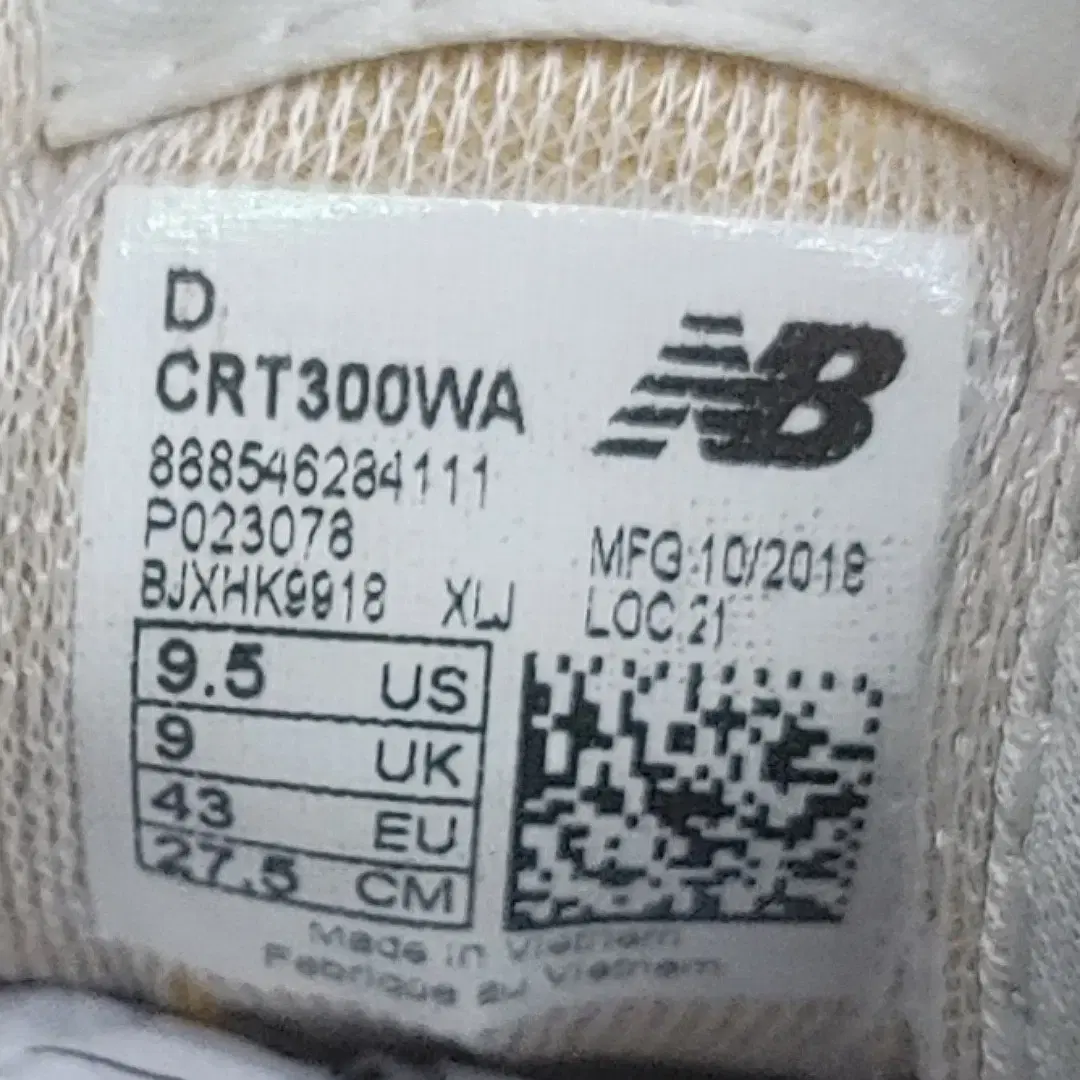 D
CRT300WA
NB
888546284111
P023078
BJXHK9918 XLJ
MFG:10/2018
LOC:21
9.5 US
9 UK
43 EU
27.5 CM
Made in Vietnam
Fabrique au Vietnam